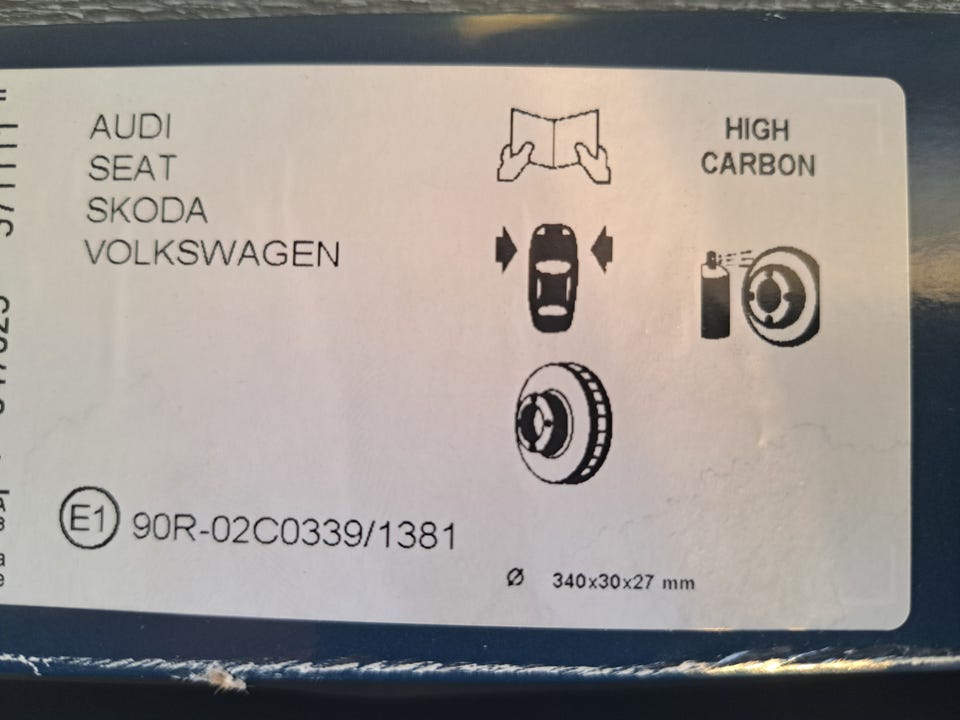 AUDI
SEAT
SKODA
VOLKSWAGEN
HIGH
CARBON
E1 90R-02C0339/1381
Ø 340x30x27 mm